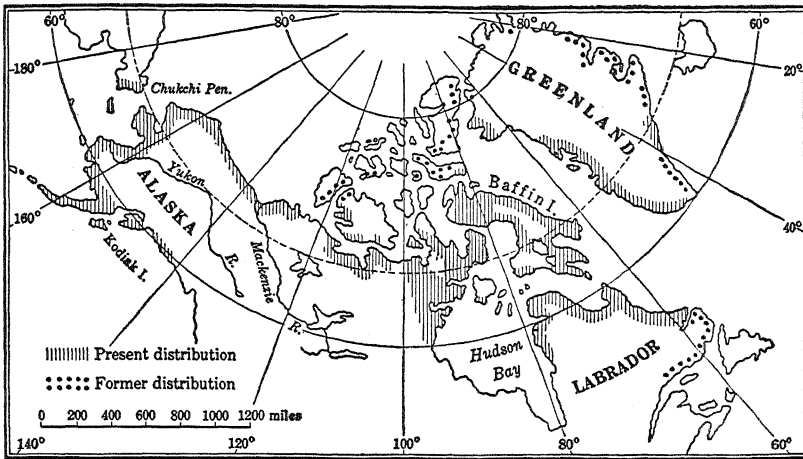 60°
80°
80°
60°
180°
20°
Chukchi Pen.
GREENLAND
Yukon
ALASKA
Baffin I.
160°
40°
Kodiak I.
R.
Mackenzie
R.
Present distribution
Hudson
Bay
LABRADOR
Former distribution
0 200 400 600 800 1000 1200 miles
140°
120°
100°
80°
60°